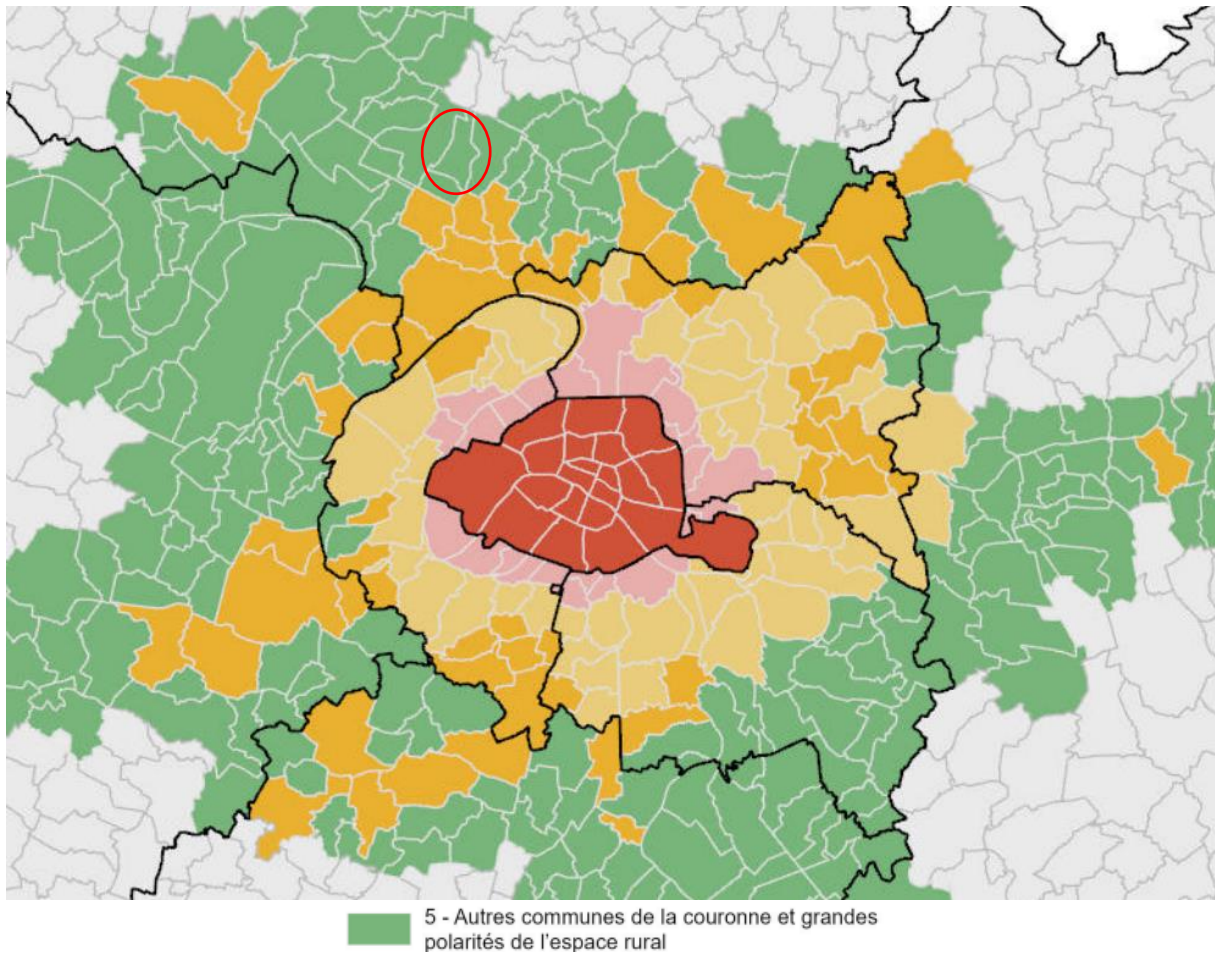 5 - Autres communes de la couronne et grandes
polarités de l'espace rural